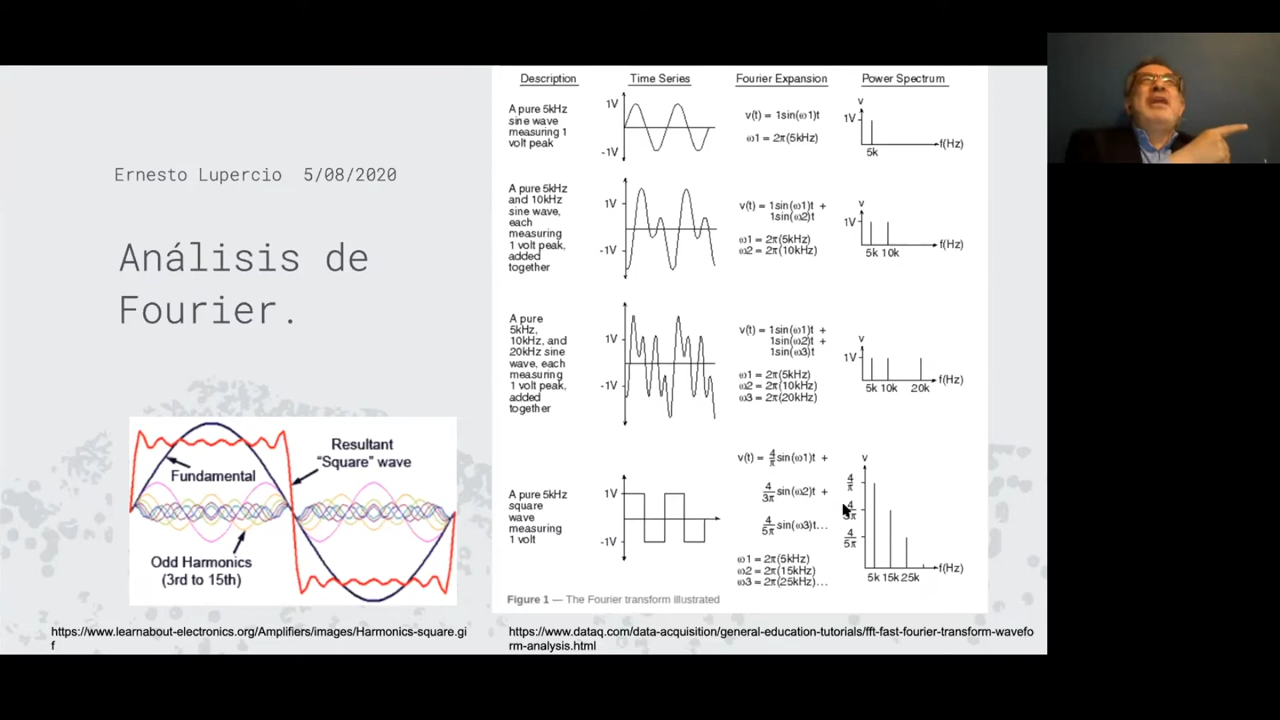 Ernesto Lupercio 5/08/2020
Análisis de
Fourier.
Resultant
"Square" wave
Fundamental
Odd Harmonics
(3rd to 15th)
https://www.learnabout-electronics.org/Amplifiers/images/Harmonics-square.gi
f
Description Time Series Fourier Expansion Power Spectrum
A pure 5kHz
sine wave
measuring 1
volt peak
1V
-1V
v(t) = 1sin(ω1)t
ω1 = 2π(5kHz)
v
1V
5k
f(Hz)
A pure 5kHz
and 10kHz
sine wave,
each
measuring
1 volt peak,
added
together
1V
-1V
v(t) = 1sin(ω1)t +
1sin(ω2)t
ω1 = 2π(5kHz)
ω2 = 2π(10kHz)
v
1V
5k 10k
f(Hz)
A pure
5kHz,
10kHz, and
20kHz sine
wave, each
measuring
1 volt peak,
added
together
1V
-1V
v(t) = 1sin(ω1)t +
1sin(ω2)t +
1sin(ω3)t
ω1 = 2π(5kHz)
ω2 = 2π(10kHz)
ω3 = 2π(20kHz)
v
1V
5k 10k 20k
f(Hz)
A pure 5kHz
square
wave
measuring
1 volt
1V
-1V
v(t) = 4/π sin(ω1)t +
4/3π sin(ω2)t +
4/5π sin(ω3)t...
ω1 = 2π(5kHz)
ω2 = 2π(15kHz)
ω3 = 2π(25kHz)...
v
4/π
4/3π
4/5π
5k 15k 25k
f(Hz)
Figure 1 — The Fourier transform illustrated
https://www.dataq.com/data-acquisition/general-education-tutorials/fft-fast-fourier-transform-wavefo
rm-analysis.html